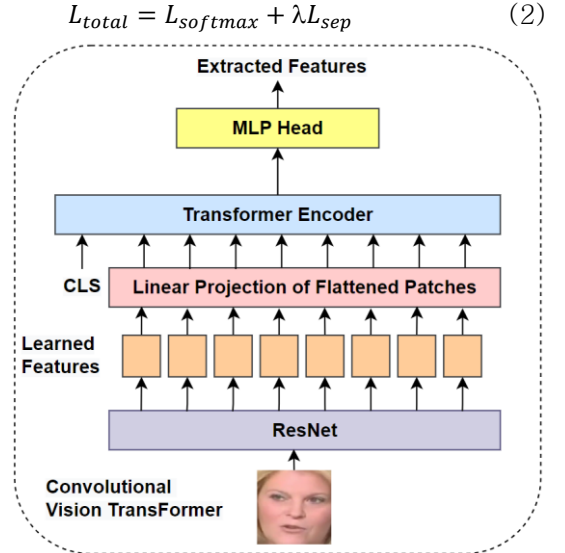 L_total = L_softmax + λL_sep (2)
Extracted Features
MLP Head
Transformer Encoder
CLS
Linear Projection of Flattened Patches
Learned
Features
ResNet
Convolutional
Vision TransFormer